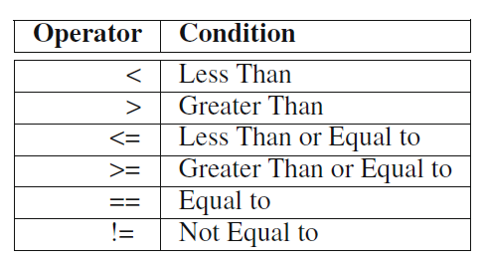 Operator Condition
< Less Than
> Greater Than
<= Less Than or Equal to
>= Greater Than or Equal to
== Equal to
!= Not Equal to